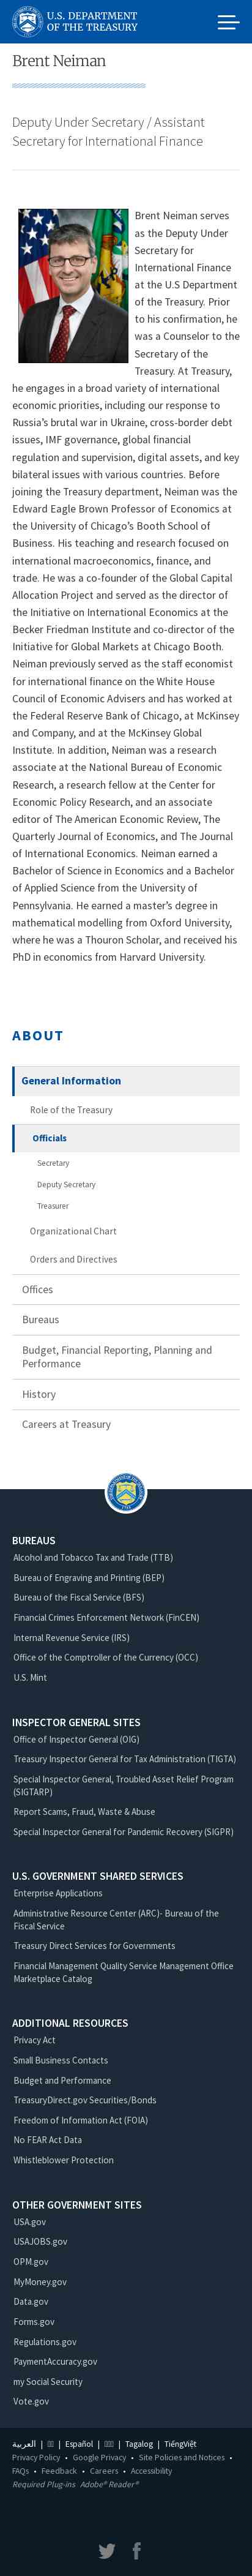 U.S. DEPARTMENT
OF THE TREASURY
Brent Neiman
Deputy Under Secretary / Assistant
Secretary for International Finance
Brent Neiman serves
as the Deputy Under
Secretary for
International Finance
at the U.S Department
of the Treasury. Prior
to his confirmation, he
was a Counselor to the
Secretary of the
Treasury. At Treasury,
he engages in a broad variety of international
economic priorities, including our response to
Russia’s brutal war in Ukraine, cross-border debt
issues, IMF governance, global financial
regulation and supervision, digital assets, and key
bilateral issues with various countries. Before
joining the Treasury department, Neiman was the
Edward Eagle Brown Professor of Economics at
the University of Chicago’s Booth School of
Business. His teaching and research focused on
international macroeconomics, finance, and
trade. He was a co-founder of the Global Capital
Allocation Project and served as the director of
the Initiative on International Economics at the
Becker Friedman Institute and co-director of the
Initiative for Global Markets at Chicago Booth.
Neiman previously served as the staff economist
for international finance on the White House
Council of Economic Advisers and has worked at
the Federal Reserve Bank of Chicago, at McKinsey
and Company, and at the McKinsey Global
Institute. In addition, Neiman was a research
associate at the National Bureau of Economic
Research, a research fellow at the Center for
Economic Policy Research, and an associate
editor of The American Economic Review, The
Quarterly Journal of Economics, and The Journal
of International Economics. Neiman earned a
Bachelor of Science in Economics and a Bachelor
of Applied Science from the University of
Pennsylvania. He earned a master’s degree in
mathematical modelling from Oxford University,
where he was a Thouron Scholar, and received his
PhD in economics from Harvard University.
ABOUT
General Information
Role of the Treasury
Officials
Secretary
Deputy Secretary
Treasurer
Organizational Chart
Orders and Directives
Offices
Bureaus
Budget, Financial Reporting, Planning and
Performance
History
Careers at Treasury
BUREAUS
Alcohol and Tobacco Tax and Trade (TTB)
Bureau of Engraving and Printing (BEP)
Bureau of the Fiscal Service (BFS)
Financial Crimes Enforcement Network (FinCEN)
Internal Revenue Service (IRS)
Office of the Comptroller of the Currency (OCC)
U.S. Mint
INSPECTOR GENERAL SITES
Office of Inspector General (OIG)
Treasury Inspector General for Tax Administration (TIGTA)
Special Inspector General, Troubled Asset Relief Program
(SIGTARP)
Report Scams, Fraud, Waste & Abuse
Special Inspector General for Pandemic Recovery (SIGPR)
U.S. GOVERNMENT SHARED SERVICES
Enterprise Applications
Administrative Resource Center (ARC)- Bureau of the
Fiscal Service
Treasury Direct Services for Governments
Financial Management Quality Service Management Office
Marketplace Catalog
ADDITIONAL RESOURCES
Privacy Act
Small Business Contacts
Budget and Performance
TreasuryDirect.gov Securities/Bonds
Freedom of Information Act (FOIA)
No FEAR Act Data
Whistleblower Protection
OTHER GOVERNMENT SITES
USA.gov
USAJOBS.gov
OPM.gov
MyMoney.gov
Data.gov
Forms.gov
Regulations.gov
PaymentAccuracy.gov
my Social Security
Vote.gov
العربية | | Español | | Tagalog | TiếngViệt
Privacy Policy • Google Privacy • Site Policies and Notices •
FAQs • Feedback • Careers • Accessibility
Required Plug-ins Adobe® Reader®